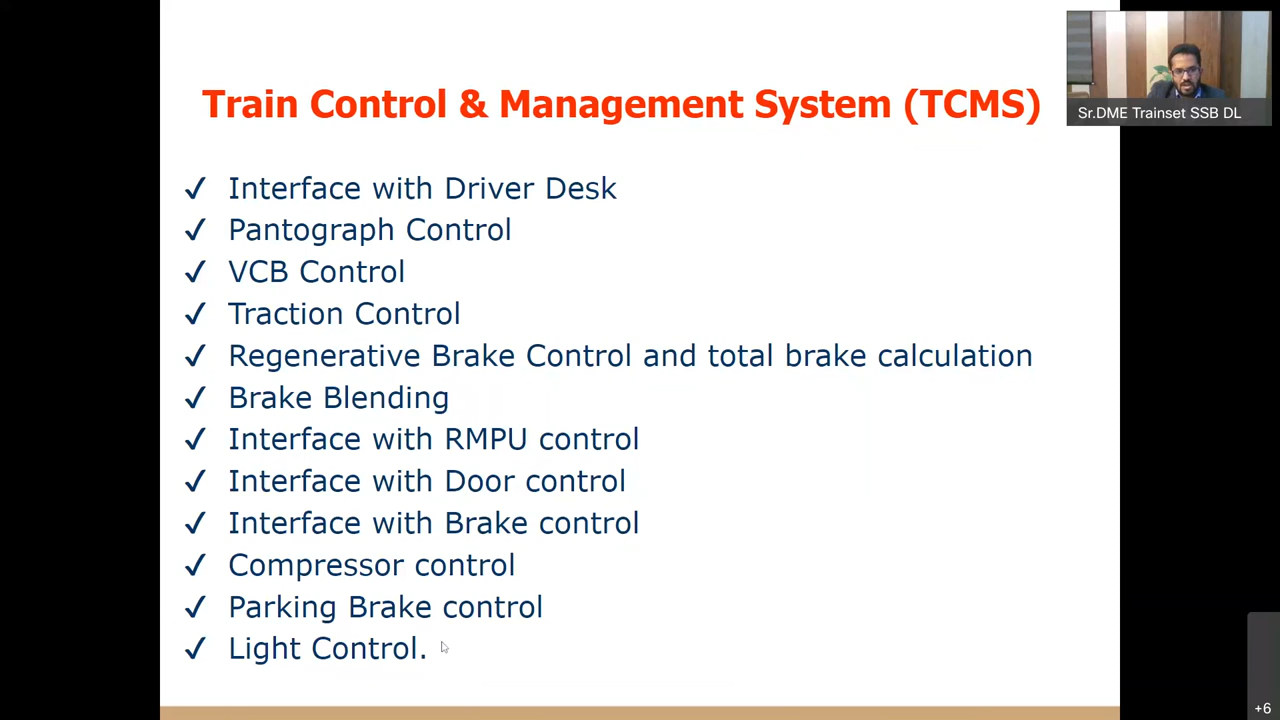 Train Control & Management System (TCMS)
Sr.DME Trainset SSB DL
✓ Interface with Driver Desk
✓ Pantograph Control
✓ VCB Control
✓ Traction Control
✓ Regenerative Brake Control and total brake calculation
✓ Brake Blending
✓ Interface with RMPU control
✓ Interface with Door control
✓ Interface with Brake control
✓ Compressor control
✓ Parking Brake control
✓ Light Control.
+6